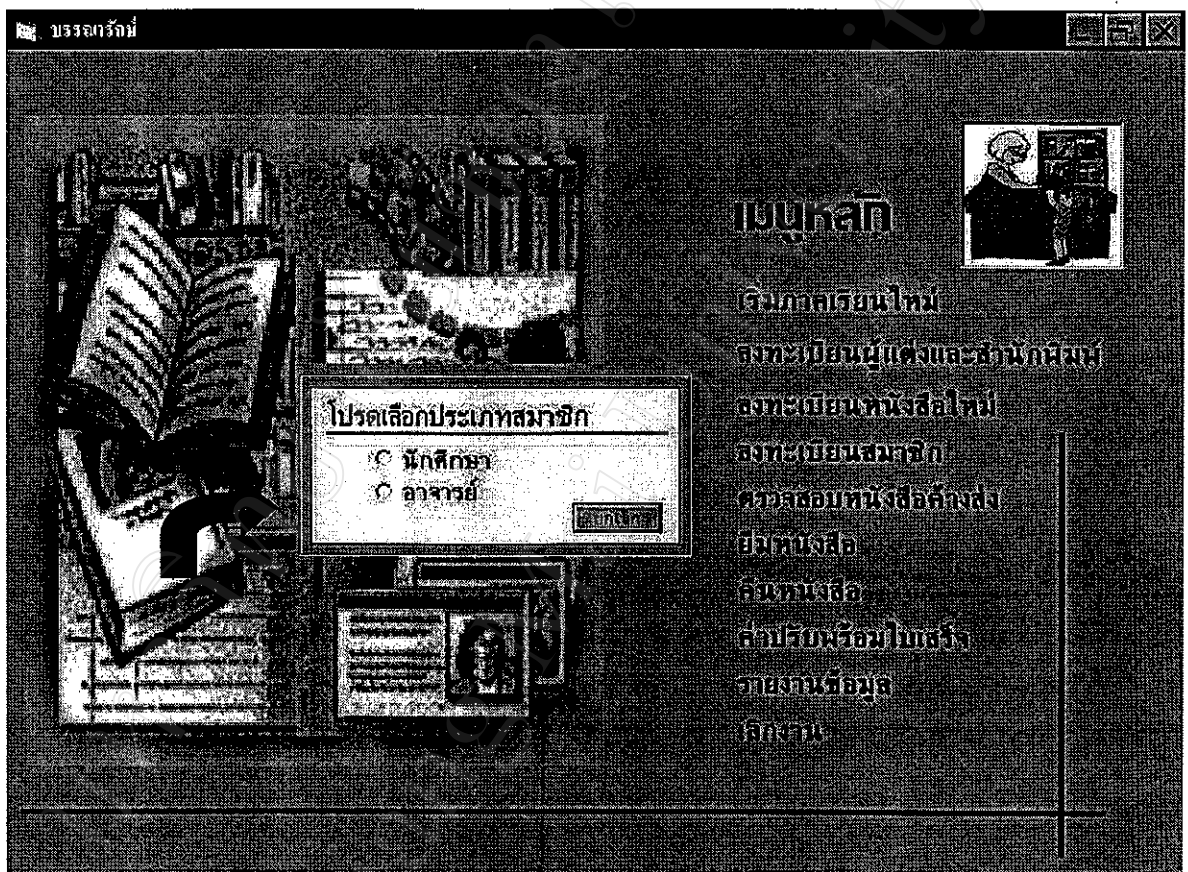 บรรณารักษ์
เมนูหลัก
เริ่มภาคเรียนใหม่
ลงทะเบียนผู้แต่งและสำนักพิมพ์
ลงทะเบียนหนังสือใหม่
ลงทะเบียนสมาชิก
ตรวจสอบหนังสือค้างส่ง
ยืมหนังสือ
คืนหนังสือ
ค่าปรับพร้อมใบเสร็จ
รายงานข้อมูล
เลิกงาน
โปรดเลือกประเภทสมาชิก
นักศึกษา
อาจารย์